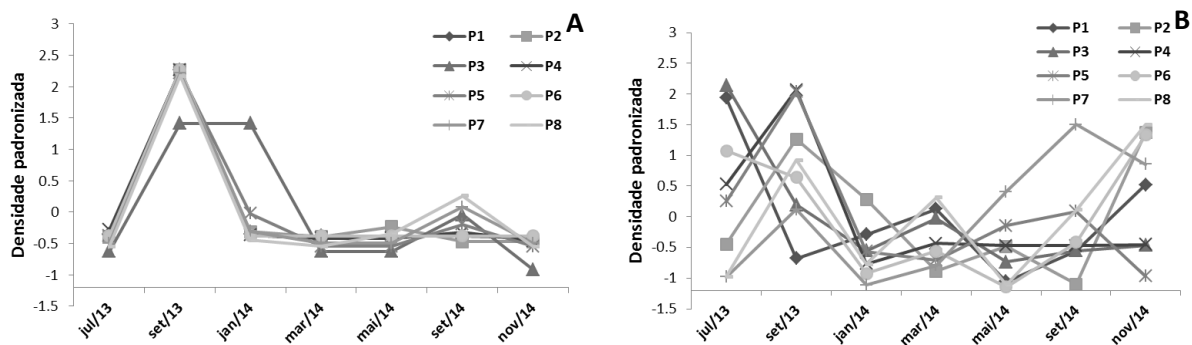 A
Densidade padronizada
3
2.5
2
1.5
1
0.5
0
-0.5
-1
-1.5
P1 P2
P3 P4
P5 P6
P7 P8
jul/13 set/13 jan/14 mar/14 mai/14 set/14 nov/14
B
Densidade padronizada
3
2.5
2
1.5
1
0.5
0
-0.5
-1
-1.5
P1 P2
P3 P4
P5 P6
P7 P8
jul/13 set/13 jan/14 mar/14 mai/14 set/14 nov/14